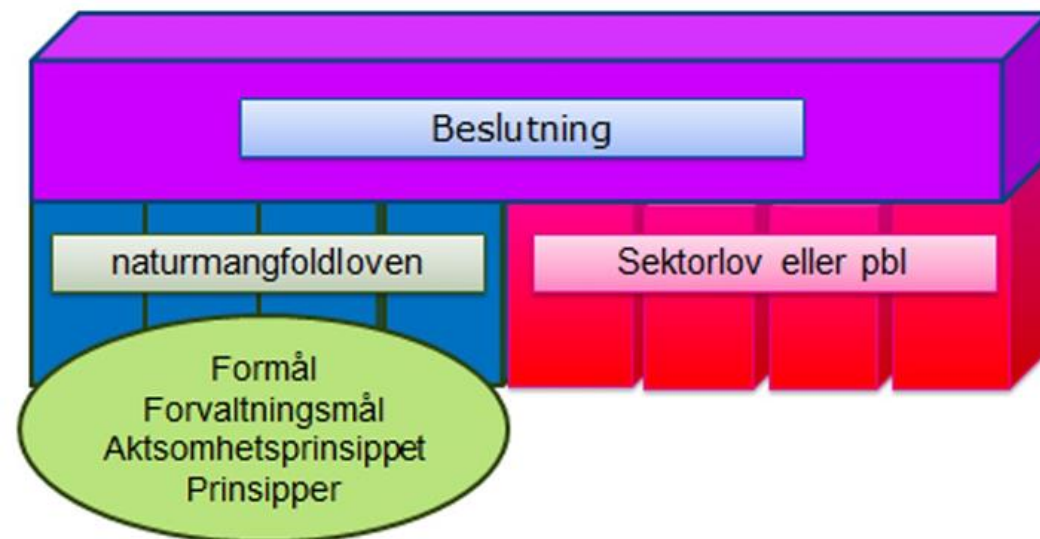 Beslutning
naturmangfoldloven
Sektorlov eller pbl
Formål
Forvaltningsmål
Aktsomhetsprinsippet
Prinsipper